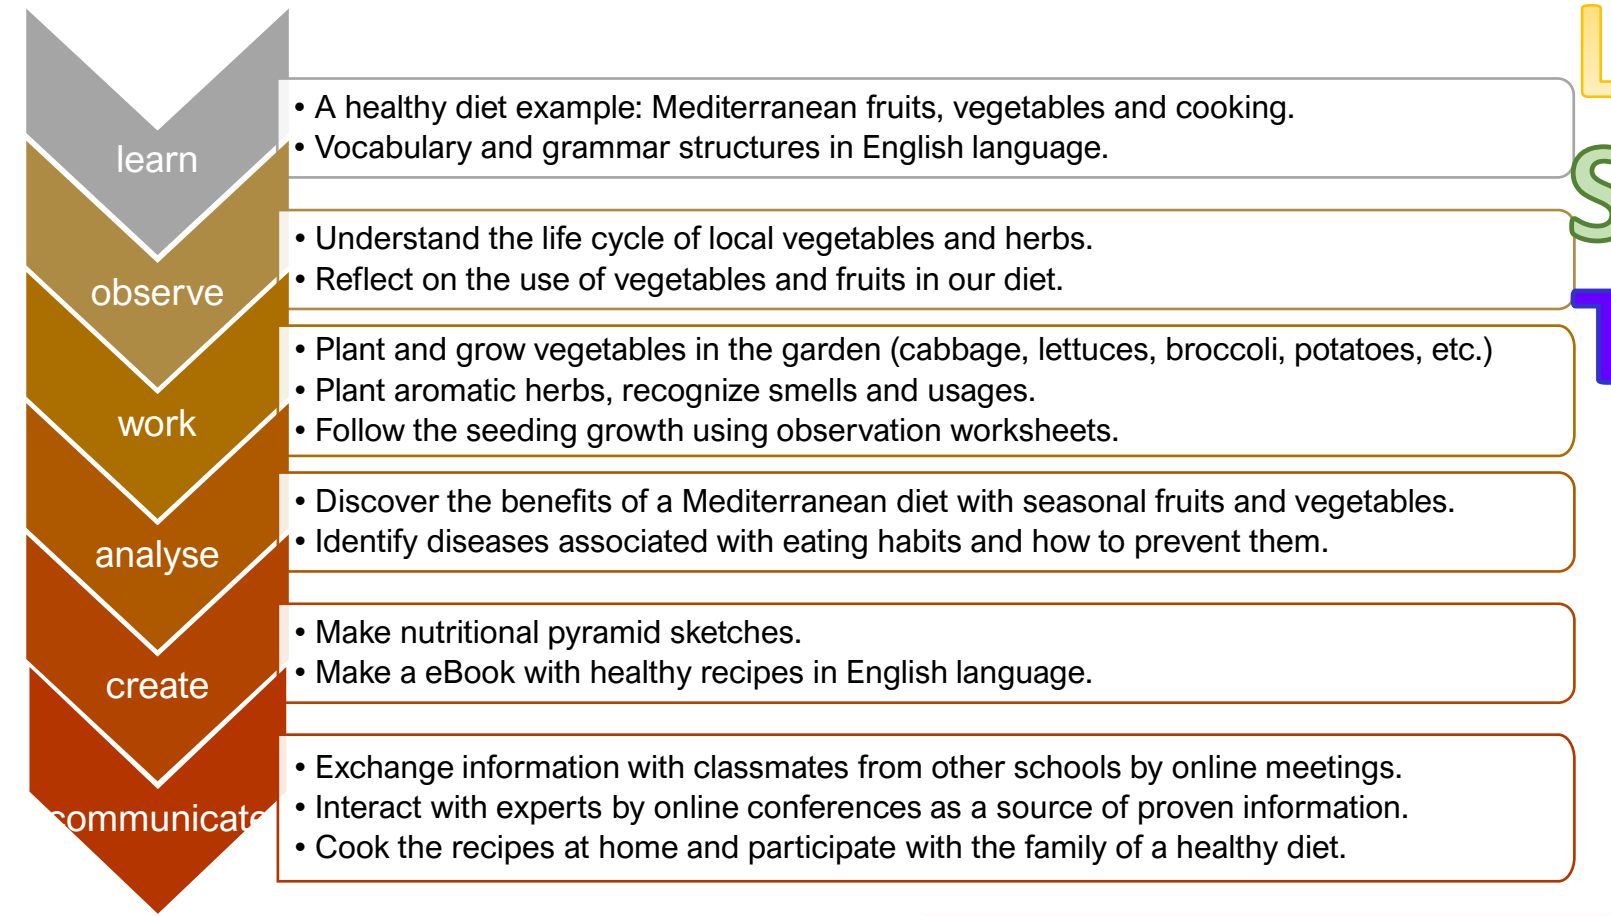 learn
• A healthy diet example: Mediterranean fruits, vegetables and cooking.
• Vocabulary and grammar structures in English language.
observe
• Understand the life cycle of local vegetables and herbs.
• Reflect on the use of vegetables and fruits in our diet.
work
• Plant and grow vegetables in the garden (cabbage, lettuces, broccoli, potatoes, etc.)
• Plant aromatic herbs, recognize smells and usages.
• Follow the seeding growth using observation worksheets.
analyse
• Discover the benefits of a Mediterranean diet with seasonal fruits and vegetables.
• Identify diseases associated with eating habits and how to prevent them.
create
• Make nutritional pyramid sketches.
• Make a eBook with healthy recipes in English language.
communicate
• Exchange information with classmates from other schools by online meetings.
• Interact with experts by online conferences as a source of proven information.
• Cook the recipes at home and participate with the family of a healthy diet.